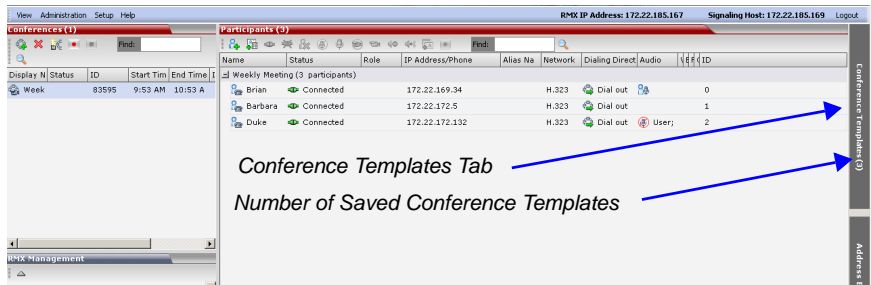 View Administration Setup Help
RMX IP Address: 172.22.185.167 Signaling Host: 172.22.185.169 Logout
Conferences (1)
Find:
Display N Status ID Start Tim End Time I
Week 83595 9:53 AM 10:53 A
RMX Management
Participants (3)
Find:
Name Status Role IP Address/Phone Alias Na Network Dialing Direct Audio ID
Weekly Meeting (3 participants)
Brian Connected 172.22.169.34 H.323 Dial out 0
Barbara Connected 172.22.172.5 H.323 Dial out 1
Duke Connected 172.22.172.132 H.323 Dial out User; 2
Conference Templates Tab
Number of Saved Conference Templates
Conference Templates (3)
Address B